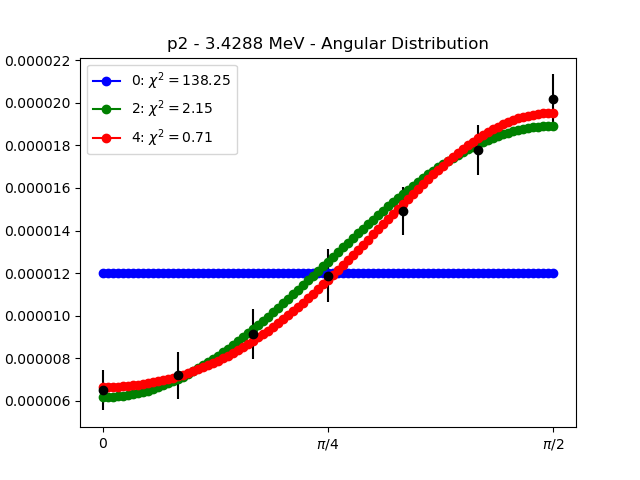 p2 - 3.4288 MeV - Angular Distribution
0.000022
0.000020
0.000018
0.000016
0.000014
0.000012
0.000010
0.000008
0.000006
0: χ² = 138.25
2: χ² = 2.15
4: χ² = 0.71
0
π/4
π/2